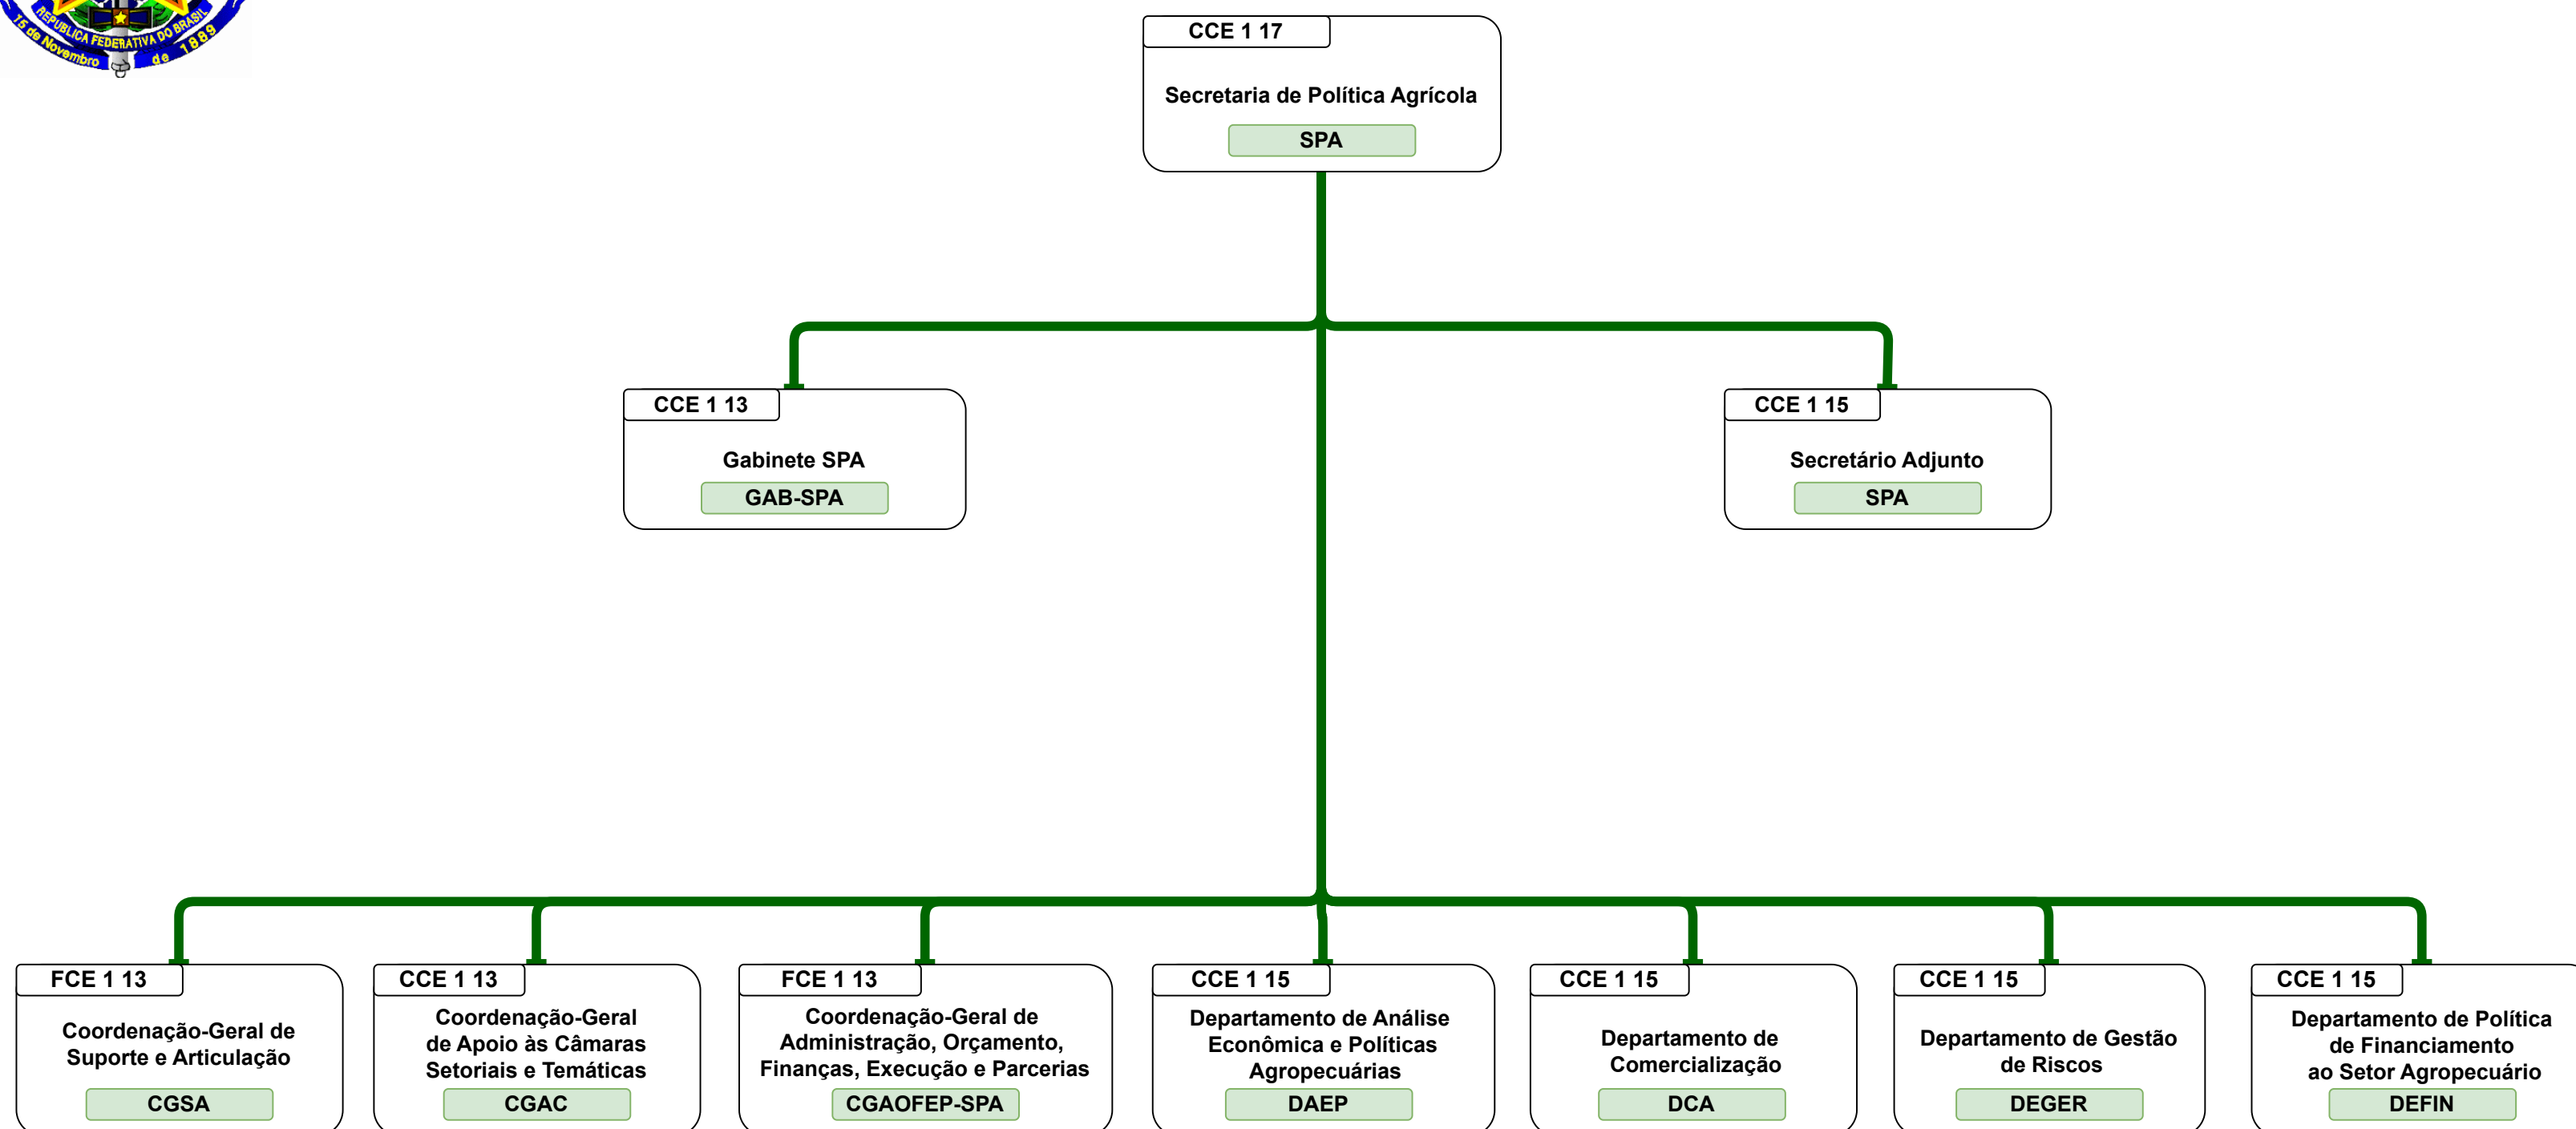 REPUBLICA FEDERATIVA DO BRASIL
15 de Novembro de 1889
CCE 1 17
Secretaria de Política Agrícola
SPA
CCE 1 13
Gabinete SPA
GAB-SPA
CCE 1 15
Secretário Adjunto
SPA
FCE 1 13
Coordenação-Geral de
Suporte e Articulação
CGSA
CCE 1 13
Coordenação-Geral
de Apoio às Câmaras
Setoriais e Temáticas
CGAC
FCE 1 13
Coordenação-Geral de
Administração, Orçamento,
Finanças, Execução e Parcerias
CGAOFEP-SPA
CCE 1 15
Departamento de Análise
Econômica e Políticas
Agropecuárias
DAEP
CCE 1 15
Departamento de
Comercialização
DCA
CCE 1 15
Departamento de Gestão
de Riscos
DEGER
CCE 1 15
Departamento de Política
de Financiamento
ao Setor Agropecuário
DEFIN